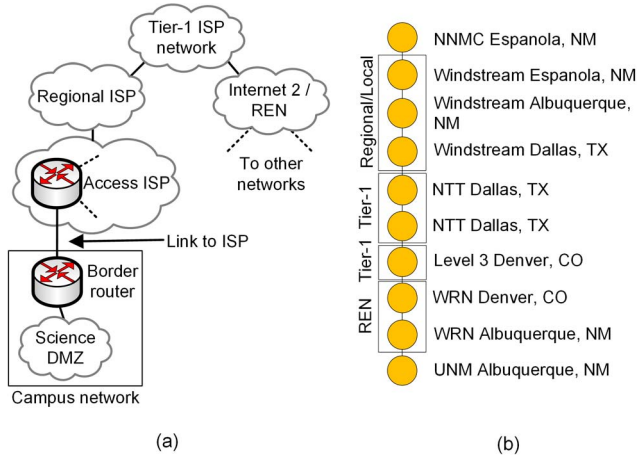 Tier-1 ISP
network
Regional ISP
Internet 2 /
REN
Access ISP
To other
networks
Link to ISP
Border
router
Science
DMZ
Campus network
(a)
NNMC Espanola, NM
Regional/Local
Windstream Espanola, NM
Windstream Albuquerque,
NM
Windstream Dallas, TX
Tier-1
NTT Dallas, TX
NTT Dallas, TX
Tier-1
Level 3 Denver, CO
REN
WRN Denver, CO
WRN Albuquerque, NM
UNM Albuquerque, NM
(b)